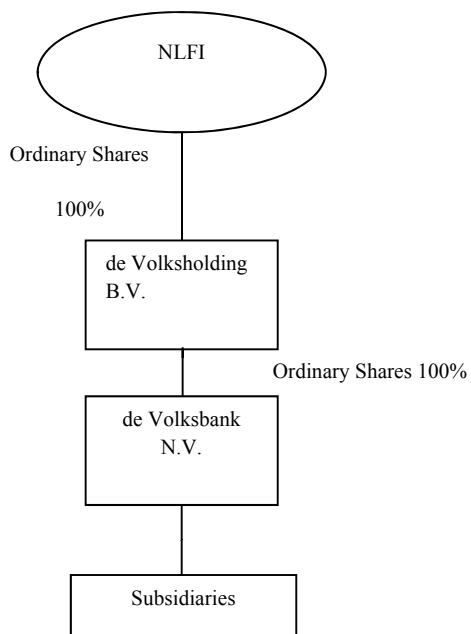 NLFI
Ordinary Shares
100%
de Volksholding
B.V.
Ordinary Shares 100%
de Volksbank
N.V.
Subsidiaries